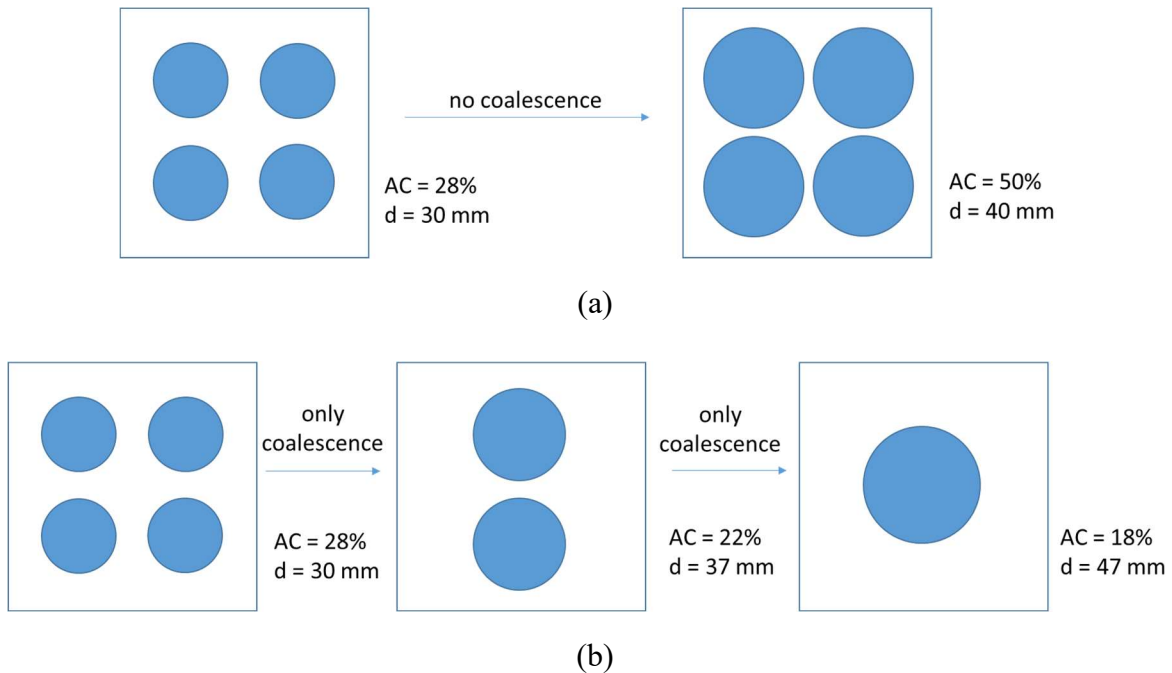 no coalescence
AC = 28%
d = 30 mm
AC = 50%
d = 40 mm
(a)
only
coalescence
AC = 28%
d = 30 mm
only
coalescence
AC = 22%
d = 37 mm
AC = 18%
d = 47 mm
(b)